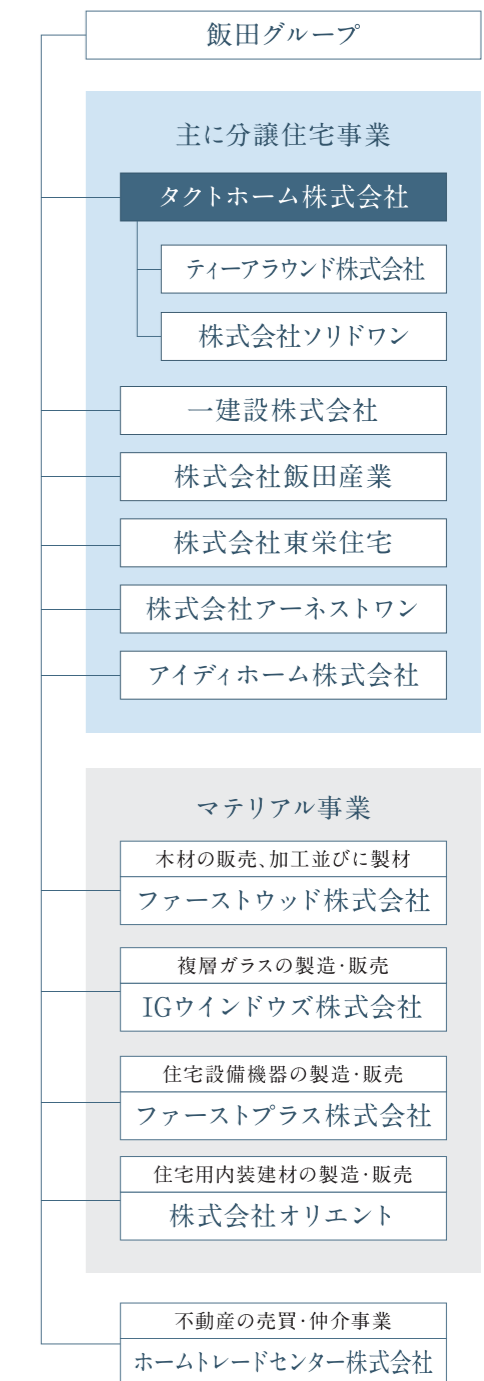 飯田グループ
主に分譲住宅事業
タクトホーム株式会社
ティーアラウンド株式会社
株式会社ソリドワン
一建設株式会社
株式会社飯田産業
株式会社東栄住宅
株式会社アーネストワン
アイディホーム株式会社
マテリアル事業
木材の販売、加工並びに製材
ファーストウッド株式会社
複層ガラスの製造・販売
IGウインドウズ株式会社
住宅設備機器の製造・販売
ファーストプラス株式会社
住宅用内装建材の製造・販売
株式会社オリエント
不動産の売買・仲介事業
ホームトレードセンター株式会社